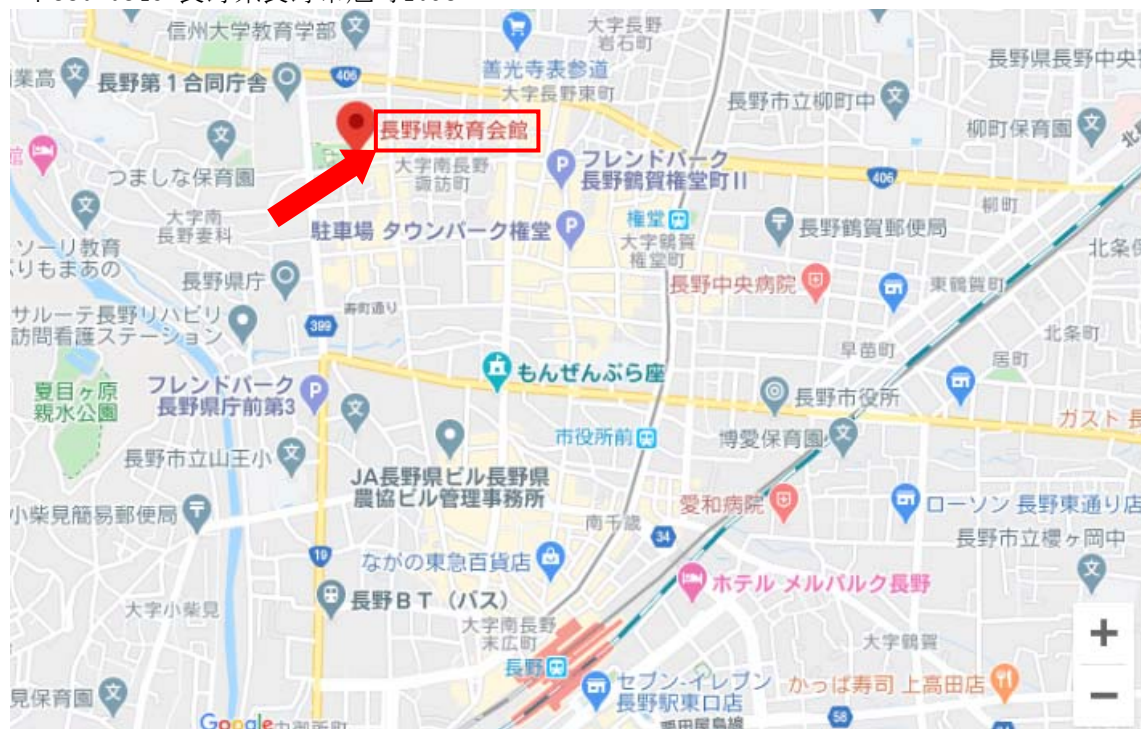 信州大学教育学部
大字長野
岩石町
業高
長野第1合同庁舎
406
善光寺表参道
大字長野東町
長野県長野中央
長野市立柳町中
長野県教育会館
柳町保育園
つましな保育園
大字南長野
諏訪町
フレンドパーク
長野鶴賀権堂町II
406
柳町
大字南
長野妻科
駐車場 タウンパーク権堂
権堂
大字鶴賀
権堂町
長野鶴賀郵便局
ソーリ教育
りもまあの
長野県庁
長野中央病院
東鶴賀町
北条
サルーテ長野リハビリ
訪問看護ステーション
寿町通り
399
早苗町
北条町
居町
もんぜんぷら座
夏目ヶ原
親水公園
フレンドパーク
長野県庁前第3
長野市役所
ガスト 長
市役所前
博愛保育園
長野市立山王小
JA長野県ビル長野県
農協ビル管理事務所
愛和病院
ローソン 長野東通り店
小柴見簡易郵便局
南千歳
34
長野市立櫻ヶ岡中
19
ながの東急百貨店
ホテル メルパルク長野
長野BT(バス)
大字小柴見
大字南長野
末広町
大字鶴賀
+
長野
セブン-イレブン
長野駅東口店
かっぱ寿司 上高田店
見保育園
−
Google
58